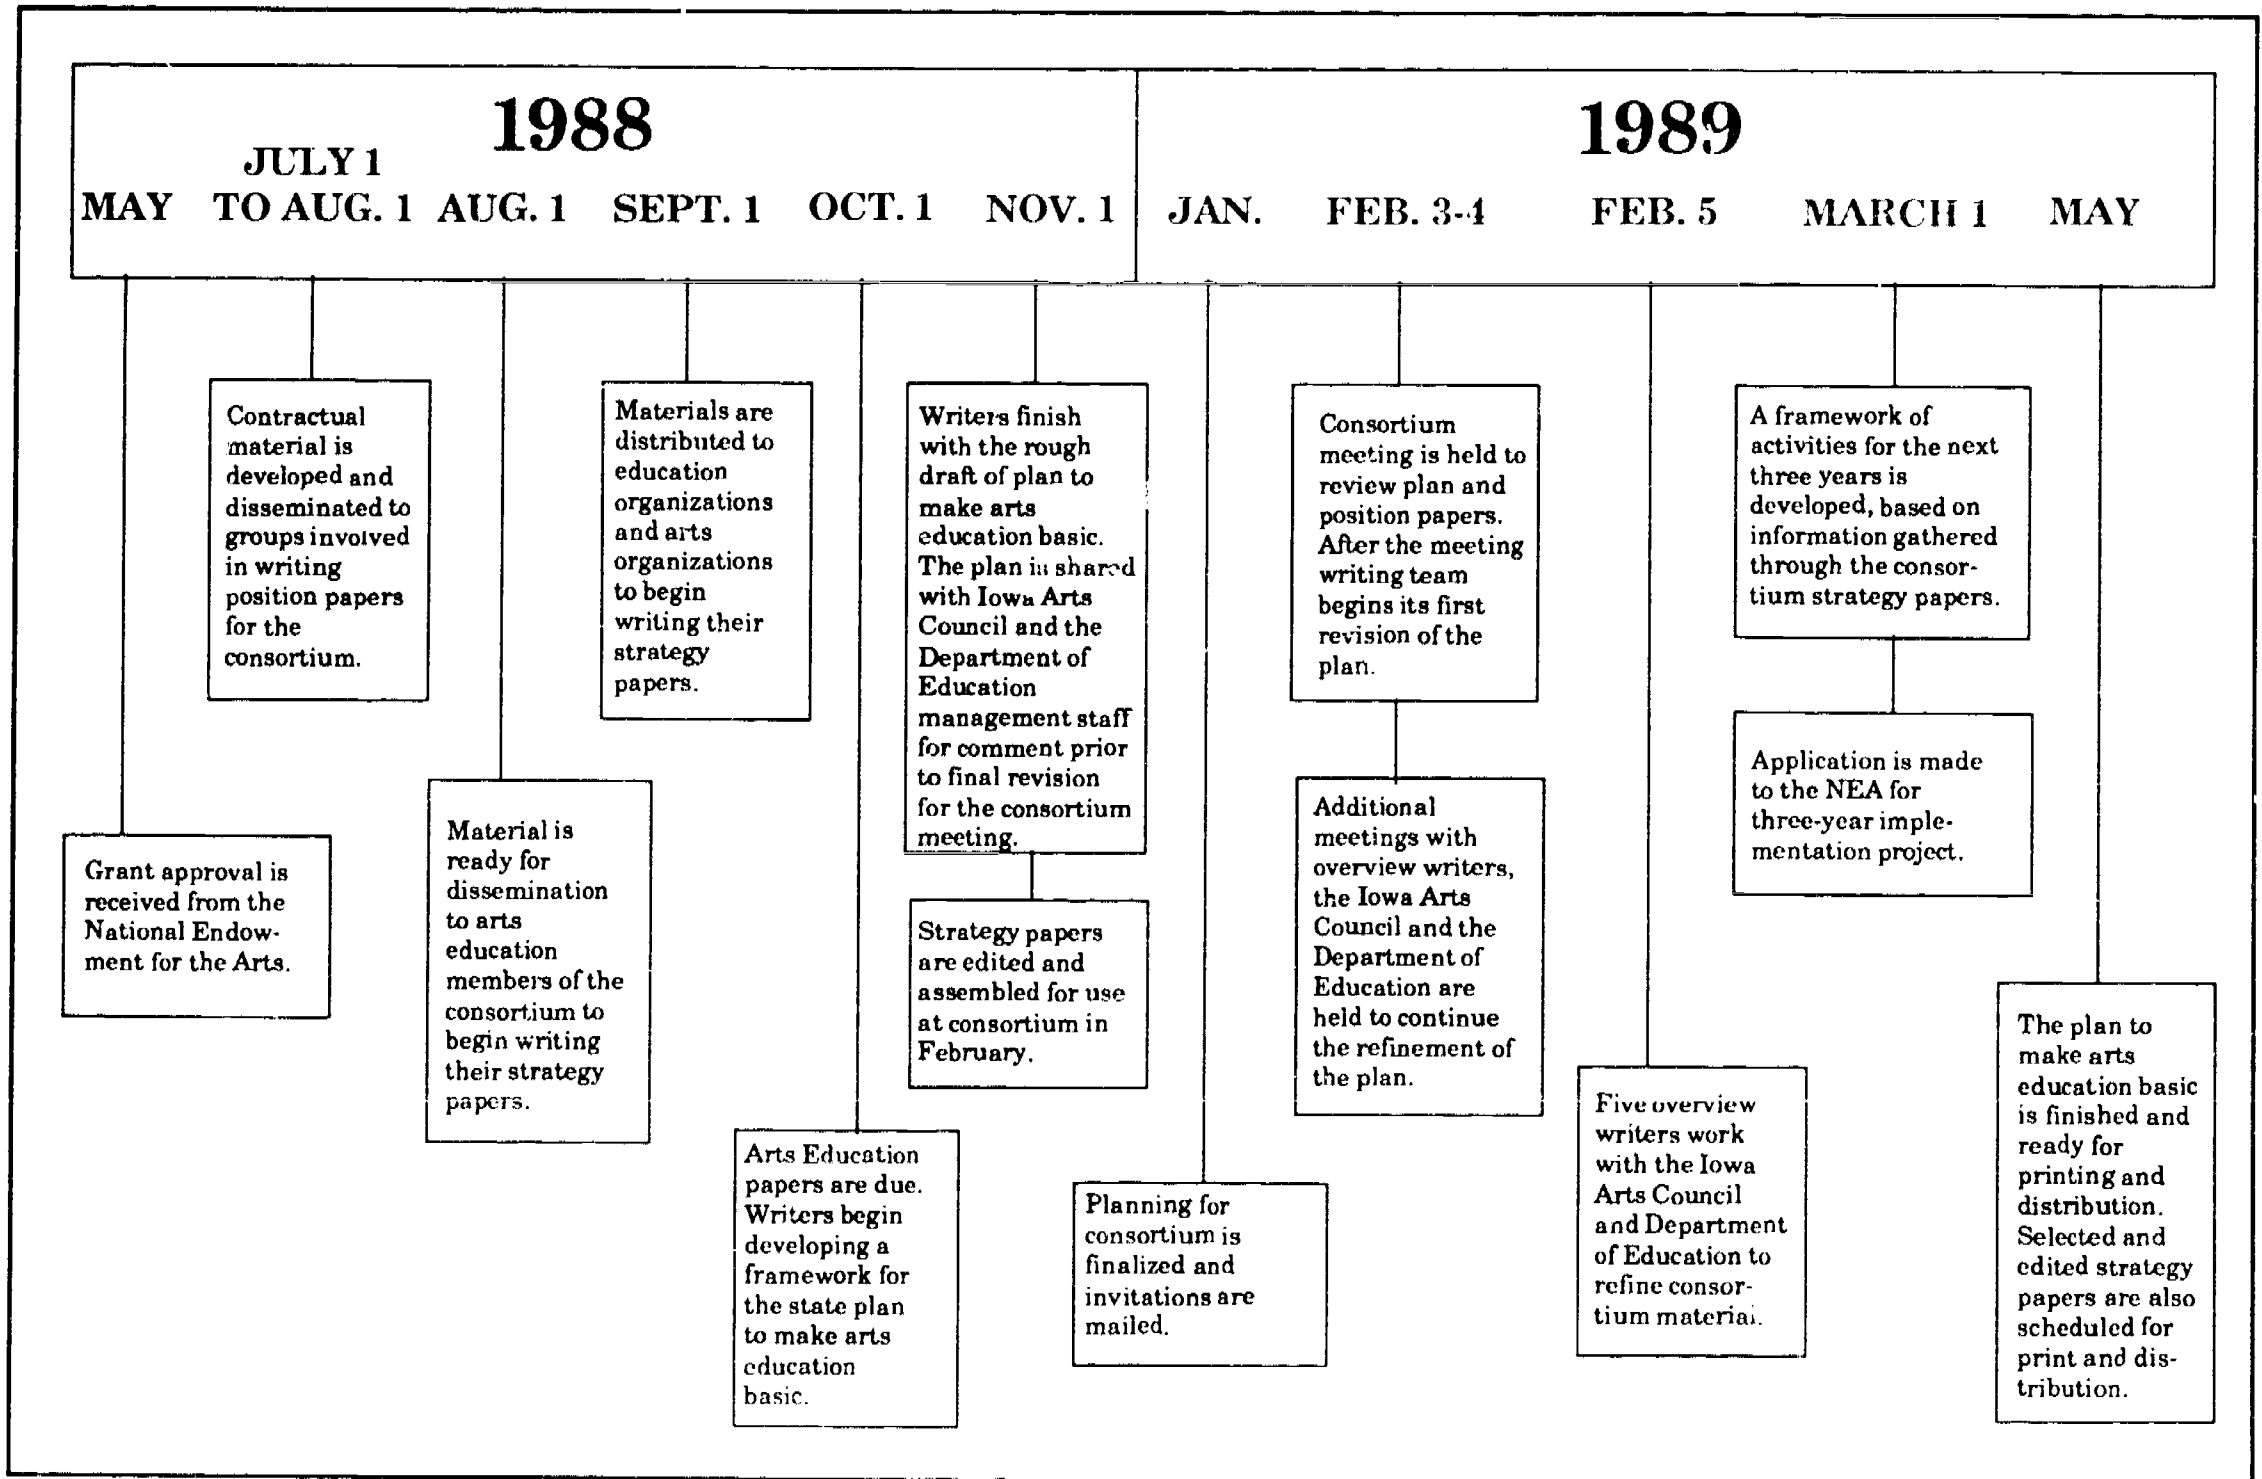 1988
1989
JULY 1
MAY
TO AUG. 1
AUG. 1
SEPT. 1
OCT. 1
NOV. 1
JAN.
FEB. 3-4
FEB. 5
MARCH 1
MAY
Grant approval is
received from the
National Endow-
ment for the Arts.
Contractual
material is
developed and
disseminated to
groups involved
in writing
position papers
for the
consortium.
Material is
ready for
dissemination
to arts
education
members of the
consortium to
begin writing
their strategy
papers.
Materials are
distributed to
education
organizations
and arts
organizations
to begin
writing their
strategy
papers.
Arts Education
papers are due.
Writers begin
developing a
framework for
the state plan
to make arts
education
basic.
Writers finish
with the rough
draft of plan to
make arts
education basic.
The plan is shared
with Iowa Arts
Council and the
Department of
Education
management staff
for comment prior
to final revision
for the consortium
meeting.
Strategy papers
are edited and
assembled for use
at consortium in
February.
Planning for
consortium is
finalized and
invitations are
mailed.
Consortium
meeting is held to
review plan and
position papers.
After the meeting
writing team
begins its first
revision of the
plan.
Additional
meetings with
overview writers,
the Iowa Arts
Council and the
Department of
Education are
held to continue
the refinement of
the plan.
Five overview
writers work
with the Iowa
Arts Council
and Department
of Education to
refine consor-
tium material.
A framework of
activities for the next
three years is
developed, based on
information gathered
through the consor-
tium strategy papers.
Application is made
to the NEA for
three-year imple-
mentation project.
The plan to
make arts
education basic
is finished and
ready for
printing and
distribution.
Selected and
edited strategy
papers are also
scheduled for
print and dis-
tribution.